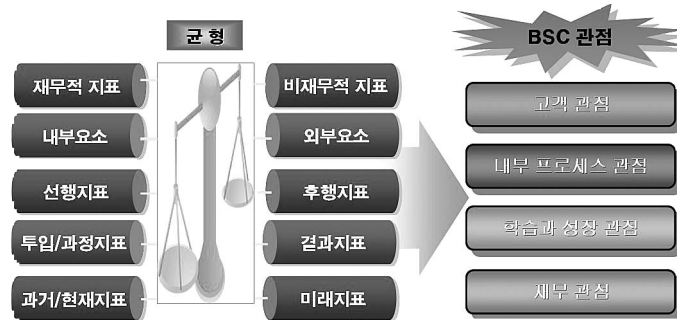 균 형
BSC 관점
재무적 지표
비재무적 지표
내부요소
외부요소
선행지표
후행지표
투입/과정지표
결과지표
과거/현재지표
미래지표
고객 관점
내부 프로세스 관점
학습과 성장 관점
재무 관점